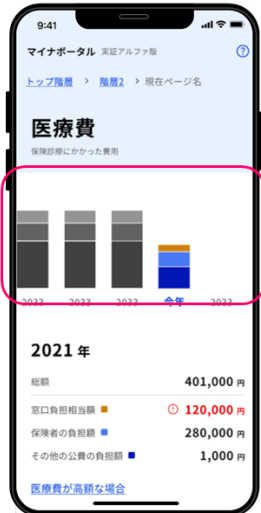 9:41
マイナポータル 実証アルファ版 ?
トップ階層 > 階層2 > 現在ページ名
医療費
保険診療にかかった費用
2033 2033 2033 今年 2033
2021 年
総額 401,000 円
窓口負担相当額 120,000 円
保険者の負担額 280,000 円
その他の公費の負担額 1,000 円
医療費が高額な場合